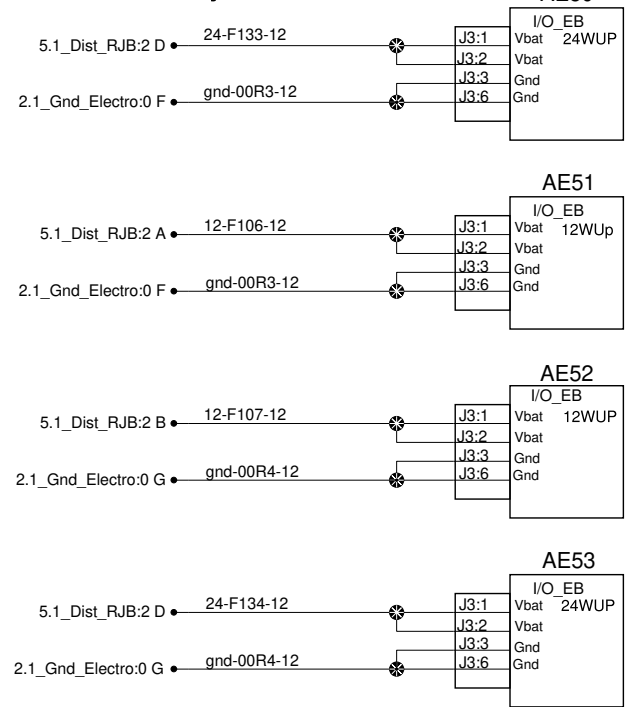 I/O_EB
24-F133-12
J3:1 Vbat 24WUP
5.1_Dist_RJB:2 D
J3:2 Vbat
J3:3 Gnd
gnd-00R3-12
J3:6 Gnd
2.1_Gnd_Electro:0 F
AE51
I/O_EB
12-F106-12
J3:1 Vbat 12WUp
5.1_Dist_RJB:2 A
J3:2 Vbat
J3:3 Gnd
gnd-00R3-12
J3:6 Gnd
2.1_Gnd_Electro:0 F
AE52
I/O_EB
12-F107-12
J3:1 Vbat 12WUP
5.1_Dist_RJB:2 B
J3:2 Vbat
J3:3 Gnd
gnd-00R4-12
J3:6 Gnd
2.1_Gnd_Electro:0 G
AE53
I/O_EB
24-F134-12
J3:1 Vbat 24WUP
5.1_Dist_RJB:2 D
J3:2 Vbat
J3:3 Gnd
gnd-00R4-12
J3:6 Gnd
2.1_Gnd_Electro:0 G